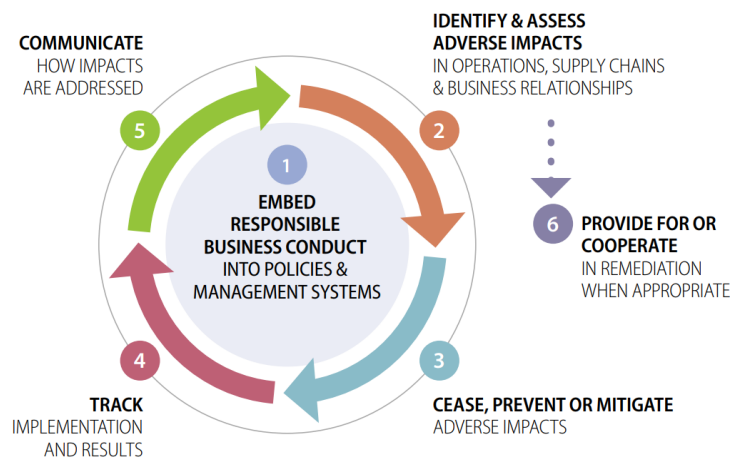 1
EMBED
RESPONSIBLE
BUSINESS CONDUCT
INTO POLICIES &
MANAGEMENT SYSTEMS
2
IDENTIFY & ASSESS
ADVERSE IMPACTS
IN OPERATIONS, SUPPLY CHAINS
& BUSINESS RELATIONSHIPS
3
CEASE, PREVENT OR MITIGATE
ADVERSE IMPACTS
4
TRACK
IMPLEMENTATION
AND RESULTS
5
COMMUNICATE
HOW IMPACTS
ARE ADDRESSED
6
PROVIDE FOR OR
COOPERATE
IN REMEDIATION
WHEN APPROPRIATE